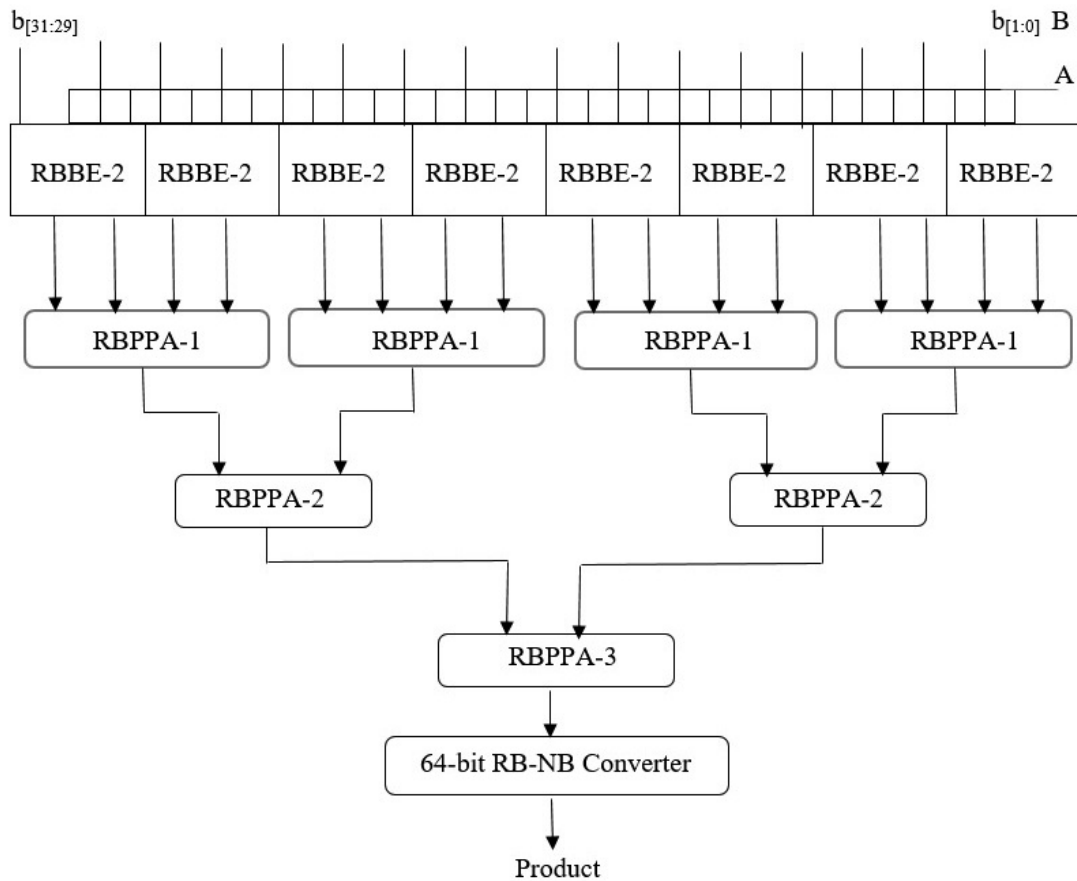 b[31:29] b[1:0] B
A
RBBE-2 RBBE-2 RBBE-2 RBBE-2 RBBE-2 RBBE-2 RBBE-2 RBBE-2
RBPPA-1 RBPPA-1 RBPPA-1 RBPPA-1
RBPPA-2 RBPPA-2
RBPPA-3
64-bit RB-NB Converter
Product